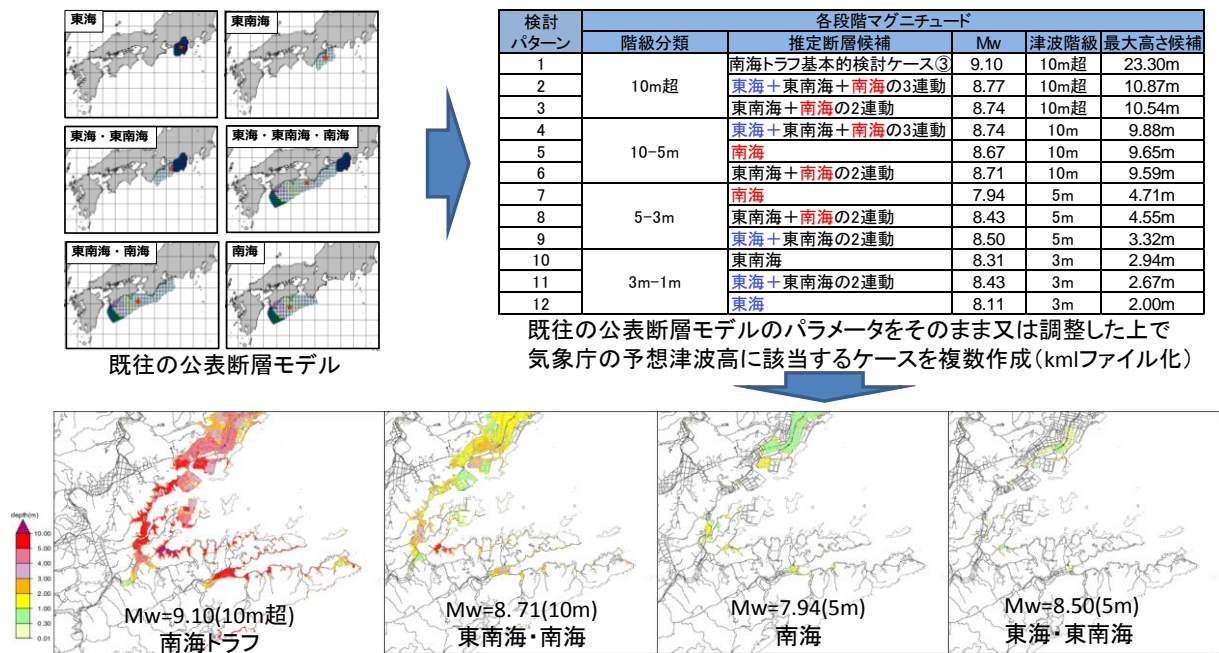 東海
東南海
東海・東南海
東海・東南海・南海
東南海・南海
南海
既往の公表断層モデル
検討パターン 各段階マグニチュード
階級分類 推定断層候補 Mw 津波階級 最大高さ候補
1 10m超 南海トラフ基本的検討ケース③ 9.10 10m超 23.30m
2 東海+東南海+南海の3連動 8.77 10m超 10.87m
3 東南海+南海の2連動 8.74 10m超 10.54m
4 10-5m 東海+東南海+南海の3連動 8.74 10m 9.88m
5 南海 8.67 10m 9.65m
6 東南海+南海の2連動 8.71 10m 9.59m
7 5-3m 南海 7.94 5m 4.71m
8 東南海+南海の2連動 8.43 5m 4.55m
9 東海+東南海の2連動 8.50 5m 3.32m
10 3m-1m 東南海 8.31 3m 2.94m
11 東海+東南海の2連動 8.43 3m 2.67m
12 東海 8.11 3m 2.00m
既往の公表断層モデルのパラメータをそのまま又は調整した上で
気象庁の予想津波高に該当するケースを複数作成(kmlファイル化)
depth(m)
10.00
5.00
4.00
3.00
2.00
1.00
0.30
0.01
Mw=9.10(10m超)
南海トラフ
Mw=8.71(10m)
東南海・南海
Mw=7.94(5m)
南海
Mw=8.50(5m)
東海・東南海